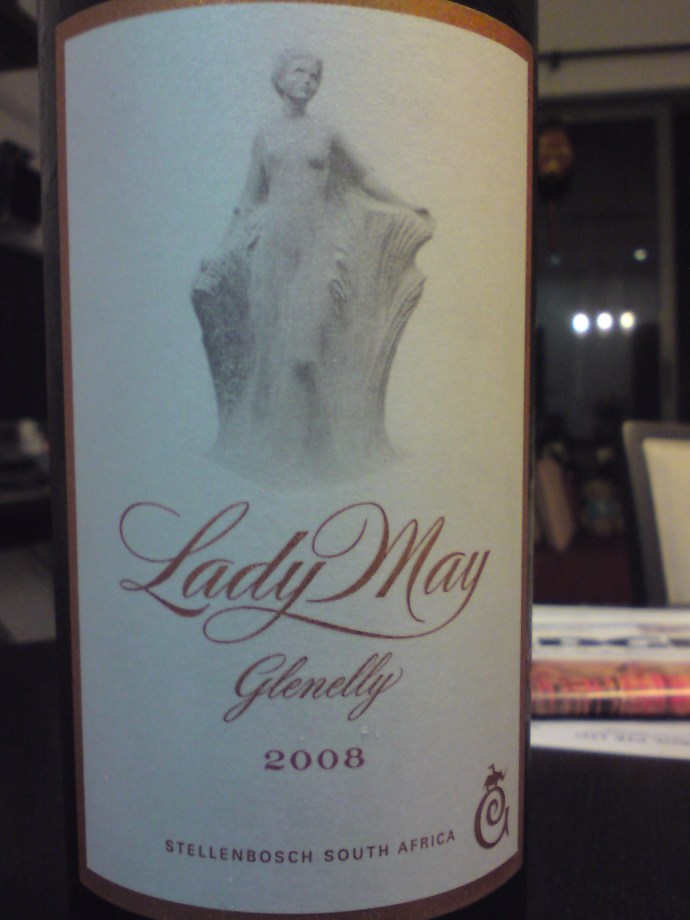 Lady May
Glenelly
2008
STELLENBOSCH SOUTH AFRICA